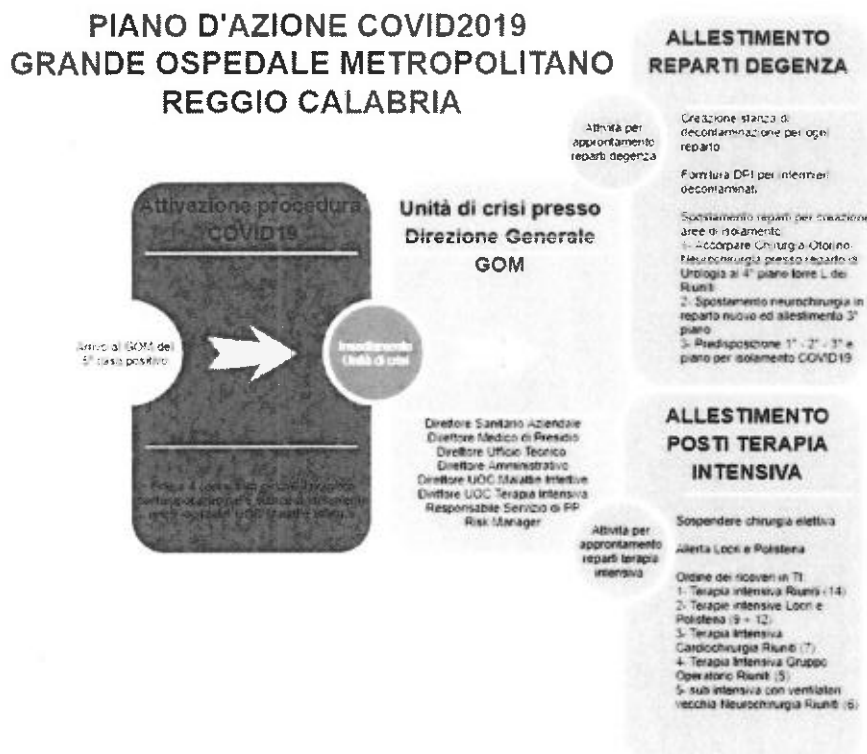 PIANO D'AZIONE COVID2019
GRANDE OSPEDALE METROPOLITANO
REGGIO CALABRIA
Attivazione procedura
COVID19
Arrivo al GOM del
5° caso positivo
Insediamento
Unità di crisi
Unità di crisi presso
Direzione Generale
GOM
Direttore Sanitario Aziendale
Direttore Medico di Presidio
Direttore Ufficio Tecnico
Direttore Amministrativo
Direttore UOC Malattie Infettive
Direttore UOC Terapia Intensiva
Responsabile Servizio di PP
Risk Manager
Attività per
approntamento
reparti degenza
ALLESTIMENTO
REPARTI DEGENZA
Creazione stanza di
decontaminazione per ogni
reparto
Fornitura DPI per infermieri
decontaminati.
Spostamento reparti per creazione
aree di isolamento
1- Accorpare Chirurgia-Otorino-
Neurochirurgia presso reparto di
Urologia al 4° piano torre L dei
Riuniti
2- Spostamento neurochirurgia in
reparto nuovo ed allestimento 3°
piano
3- Predisposizione 1° - 2° - 3° e
piano per isolamento COVID19
Attività per
approntamento
reparti terapia
intensiva
ALLESTIMENTO
POSTI TERAPIA
INTENSIVA
Sospendere chirurgia elettiva
Allerta Locri e Polistena
Ordine dei ricoveri in TI
1- Terapia intensiva Riuniti (14)
2- Terapie intensive Locri e
Polistena (9 + 12)
3- Terapia Intensiva
Cardiochirurgia Riuniti (7)
4- Terapia Intensiva Gruppo
Operatorio Riuniti (5)
5- sub intensiva con ventilatori
vecchia Neurochirurgia Riuniti (6)